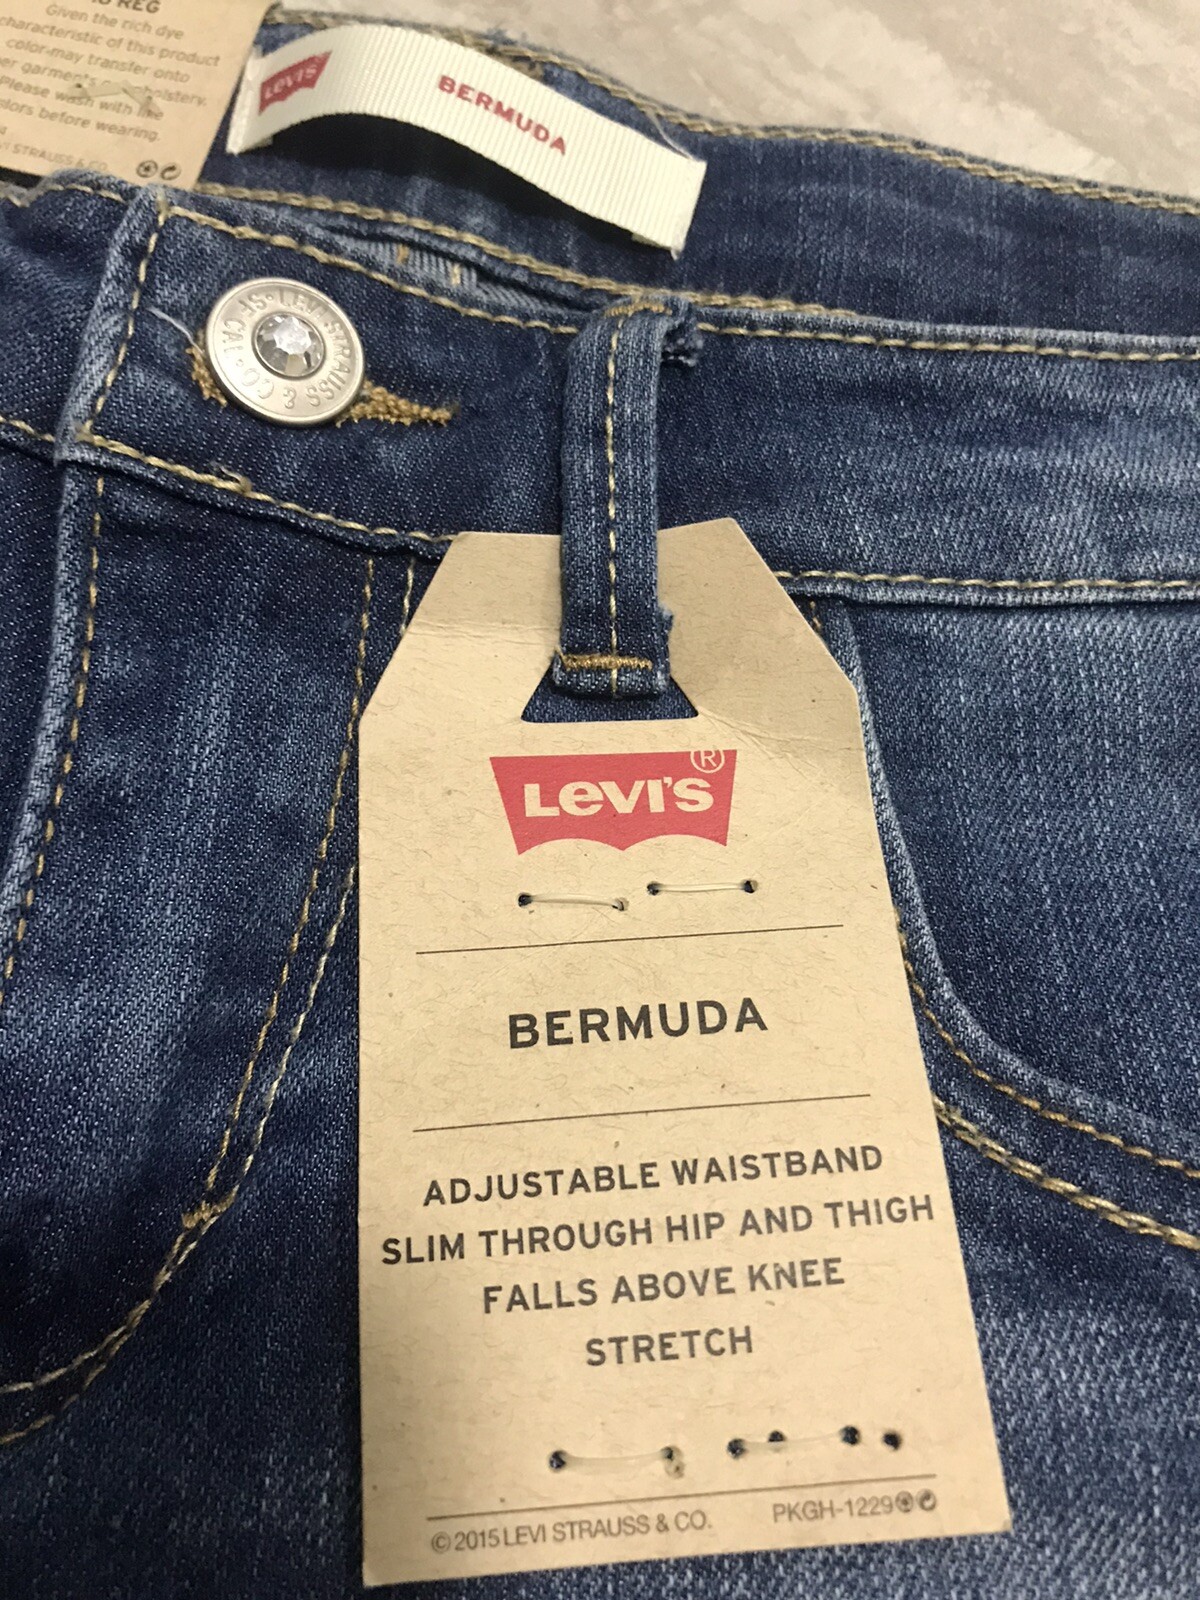 REG
Given the rich dye
characteristic of this product
color may transfer onto
garments
Please wash with like
before wearing.
STRAUSS & CO.
Levi's
BERMUDA
LEVI STRAUSS & CO. S.F. CAL
LEVI'S®
BERMUDA
ADJUSTABLE WAISTBAND
SLIM THROUGH HIP AND THIGH
FALLS ABOVE KNEE
STRETCH
© 2015 LEVI STRAUSS & CO. PKGH-1229